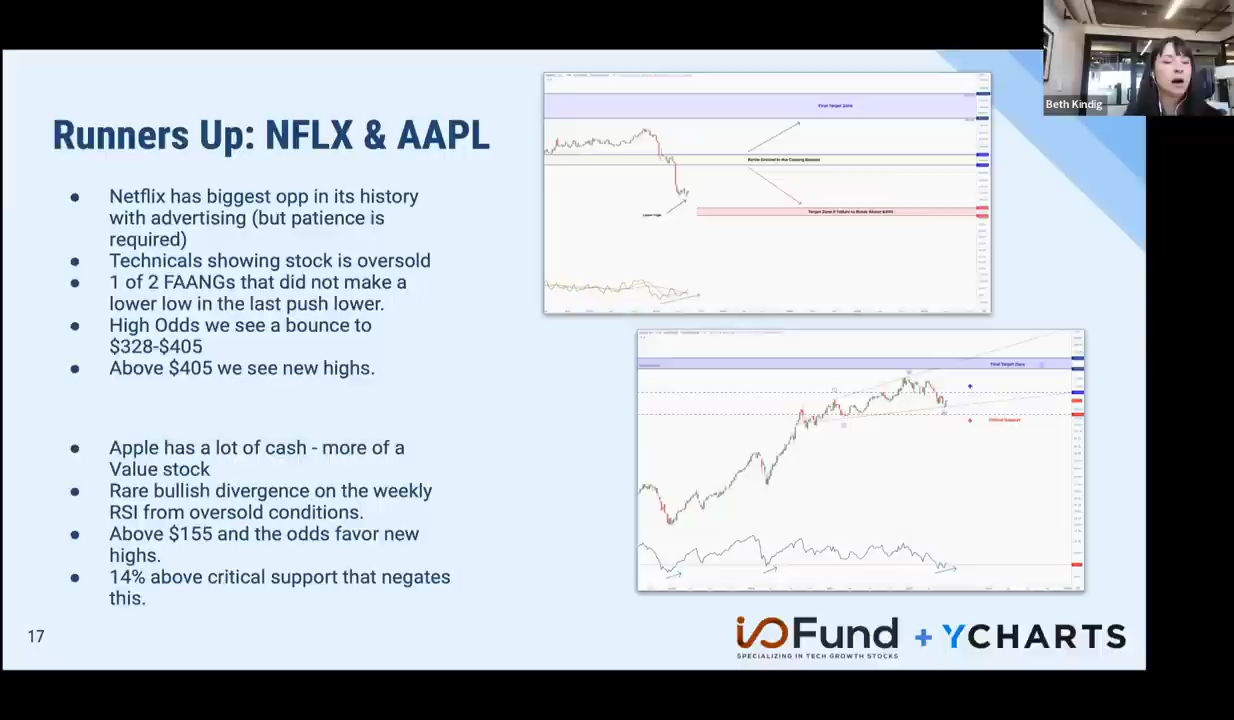 Beth Kindig
Runners Up: NFLX & AAPL
● Netflix has biggest opp in its history
with advertising (but patience is
required)
● Technicals showing stock is oversold
● 1 of 2 FAANGs that did not make a
lower low in the last push lower.
● High Odds we see a bounce to
$328-$405
● Above $405 we see new highs.
● Apple has a lot of cash - more of a
Value stock
● Rare bullish divergence on the weekly
RSI from oversold conditions.
● Above $155 and the odds favor new
highs.
● 14% above critical support that negates
this.
Final Target Zone
Final Target Zone
Critical Support
17
iOFund + YCHARTS
SPECIALIZING IN TECH GROWTH STOCKS